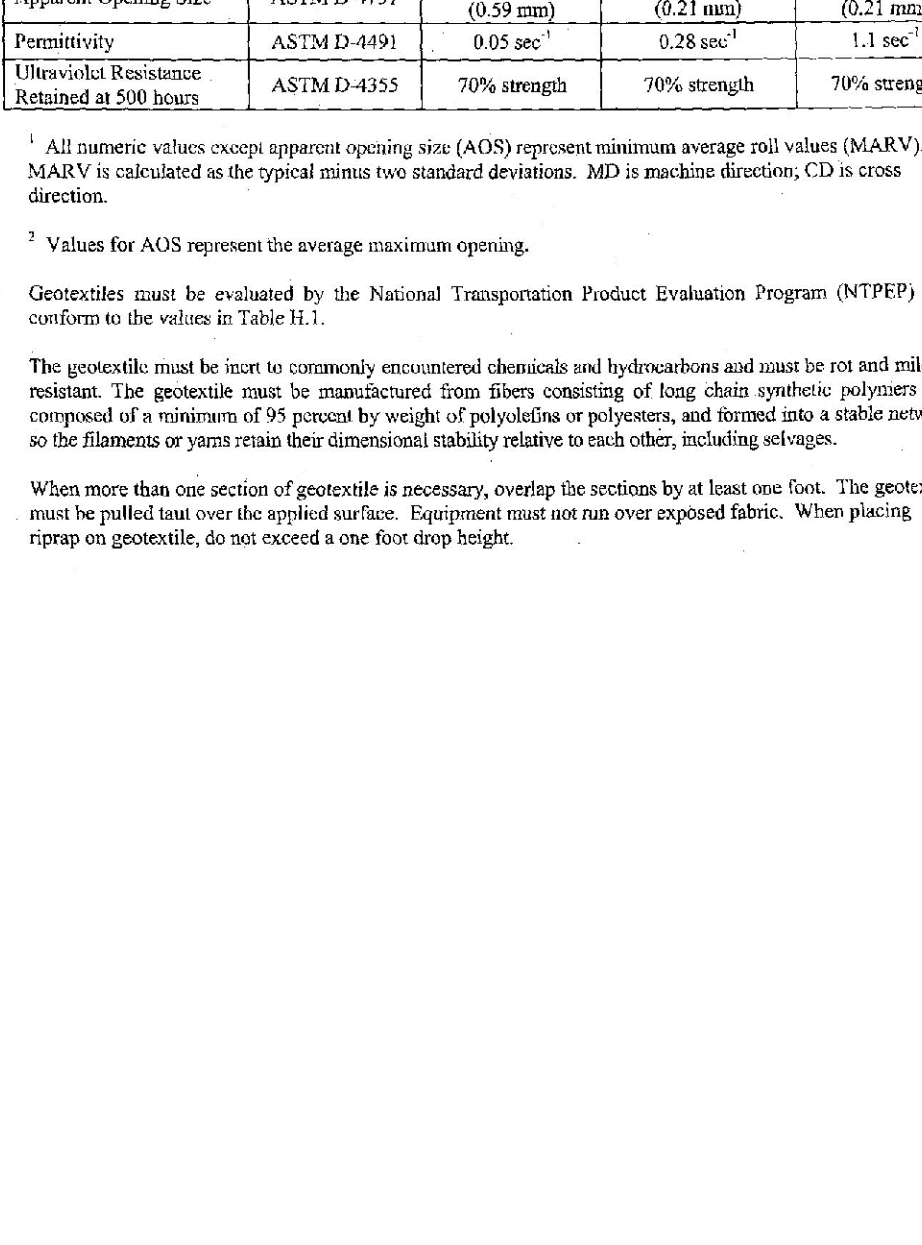 Apparent Opening Size ASTM D-4751
(0.59 mm) (0.21 mm) (0.21 mm
Permittivity ASTM D-4491 0.05 sec⁻¹ 0.28 sec⁻¹ 1.1 sec⁻¹
Ultraviolet Resistance
Retained at 500 hours ASTM D-4355 70% strength 70% strength 70% streng
¹ All numeric values except apparent opening size (AOS) represent minimum average roll values (MARV).
MARV is calculated as the typical minus two standard deviations. MD is machine direction; CD is cross
direction.
² Values for AOS represent the average maximum opening.
Geotextiles must be evaluated by the National Transportation Product Evaluation Program (NTPEP)
conform to the values in Table H.1.
The geotextile must be inert to commonly encountered chemicals and hydrocarbons and must be rot and mil
resistant. The geotextile must be manufactured from fibers consisting of long chain synthetic polymers
composed of a minimum of 95 percent by weight of polyolefins or polyesters, and formed into a stable netw
so the filaments or yarns retain their dimensional stability relative to each other, including selvages.
When more than one section of geotextile is necessary, overlap the sections by at least one foot. The geote
must be pulled taut over the applied surface. Equipment must not run over exposed fabric. When placing
riprap on geotextile, do not exceed a one foot drop height.